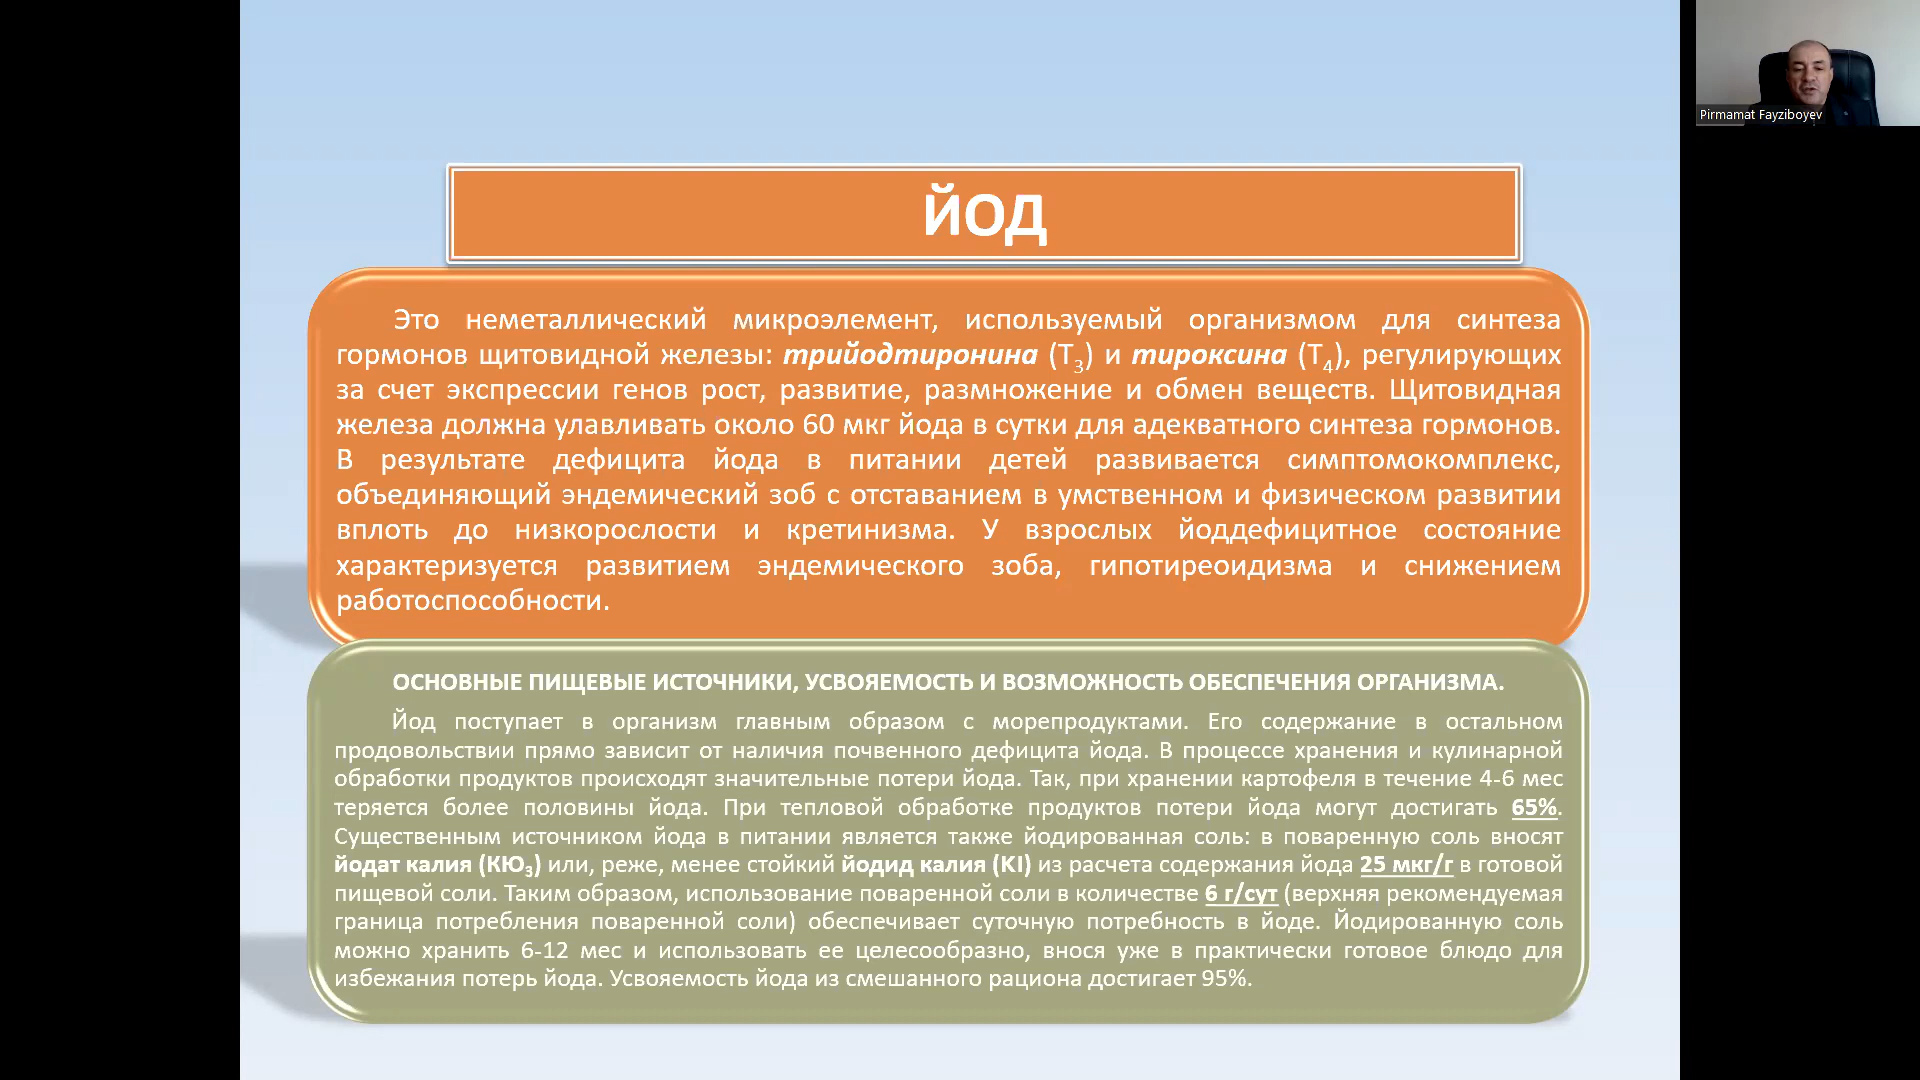 ЙОД
Это неметаллический микроэлемент, используемый организмом для синтеза
гормонов щитовидной железы: трийодтиронина (Т₃) и тироксина (Т₄), регулирующих
за счет экспрессии генов рост, развитие, размножение и обмен веществ. Щитовидная
железа должна улавливать около 60 мкг йода в сутки для адекватного синтеза гормонов.
В результате дефицита йода в питании детей развивается симптомокомплекс,
объединяющий эндемический зоб с отставанием в умственном и физическом развитии
вплоть до низкорослости и кретинизма. У взрослых йоддефицитное состояние
характеризуется развитием эндемического зоба, гипотиреоидизма и снижением
работоспособности.
ОСНОВНЫЕ ПИЩЕВЫЕ ИСТОЧНИКИ, УСВОЯЕМОСТЬ И ВОЗМОЖНОСТЬ ОБЕСПЕЧЕНИЯ ОРГАНИЗМА.
Йод поступает в организм главным образом с морепродуктами. Его содержание в остальном
продовольствии прямо зависит от наличия почвенного дефицита йода. В процессе хранения и кулинарной
обработки продуктов происходят значительные потери йода. Так, при хранении картофеля в течение 4-6 мес
теряется более половины йода. При тепловой обработке продуктов потери йода могут достигать 65%.
Существенным источником йода в питании является также йодированная соль: в поваренную соль вносят
йодат калия (КЮ₃) или, реже, менее стойкий йодид калия (KI) из расчета содержания йода 25 мкг/г в готовой
пищевой соли. Таким образом, использование поваренной соли в количестве 6 г/сут (верхняя рекомендуемая
граница потребления поваренной соли) обеспечивает суточную потребность в йоде. Йодированную соль
можно хранить 6-12 мес и использовать ее целесообразно, внося уже в практически готовое блюдо для
избежания потерь йода. Усвояемость йода из смешанного рациона достигает 95%.
Pirmamat Fayziboyev